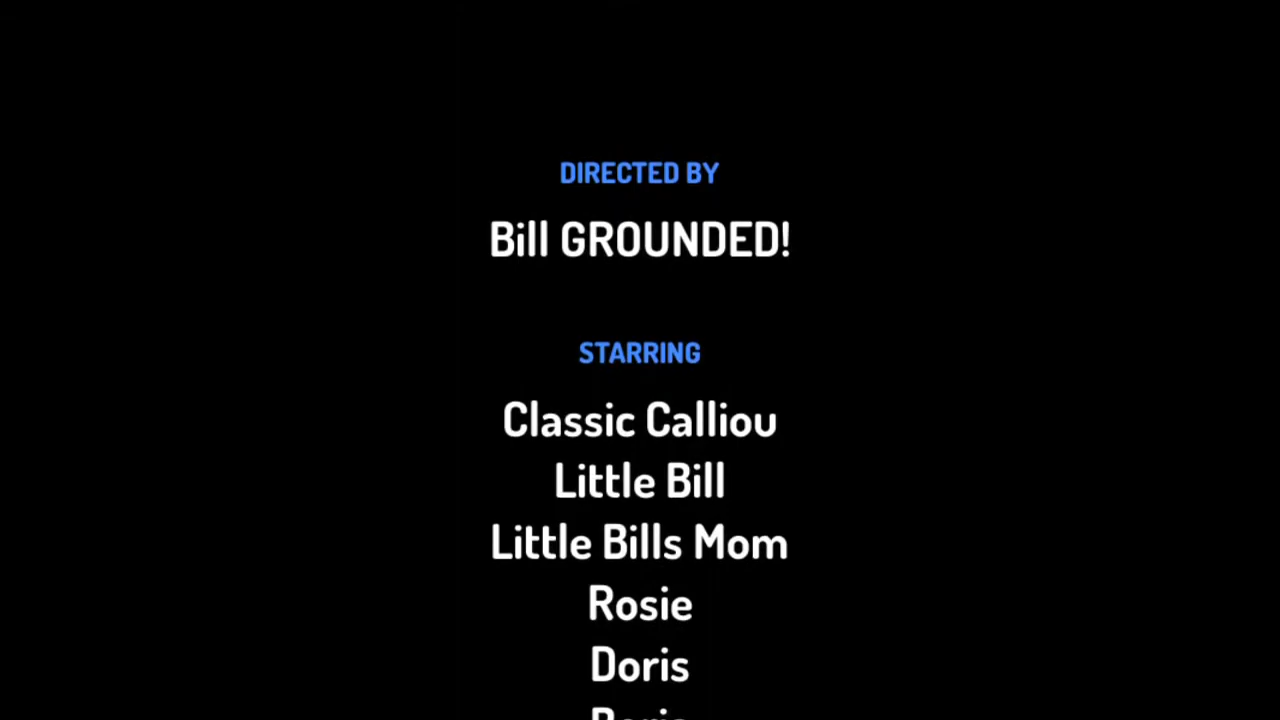 DIRECTED BY
Bill GROUNDED!
STARRING
Classic Calliou
Little Bill
Little Bills Mom
Rosie
Doris